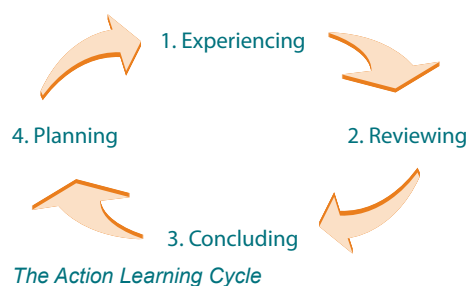 1. Experiencing
4. Planning
2. Reviewing
3. Concluding
The Action Learning Cycle